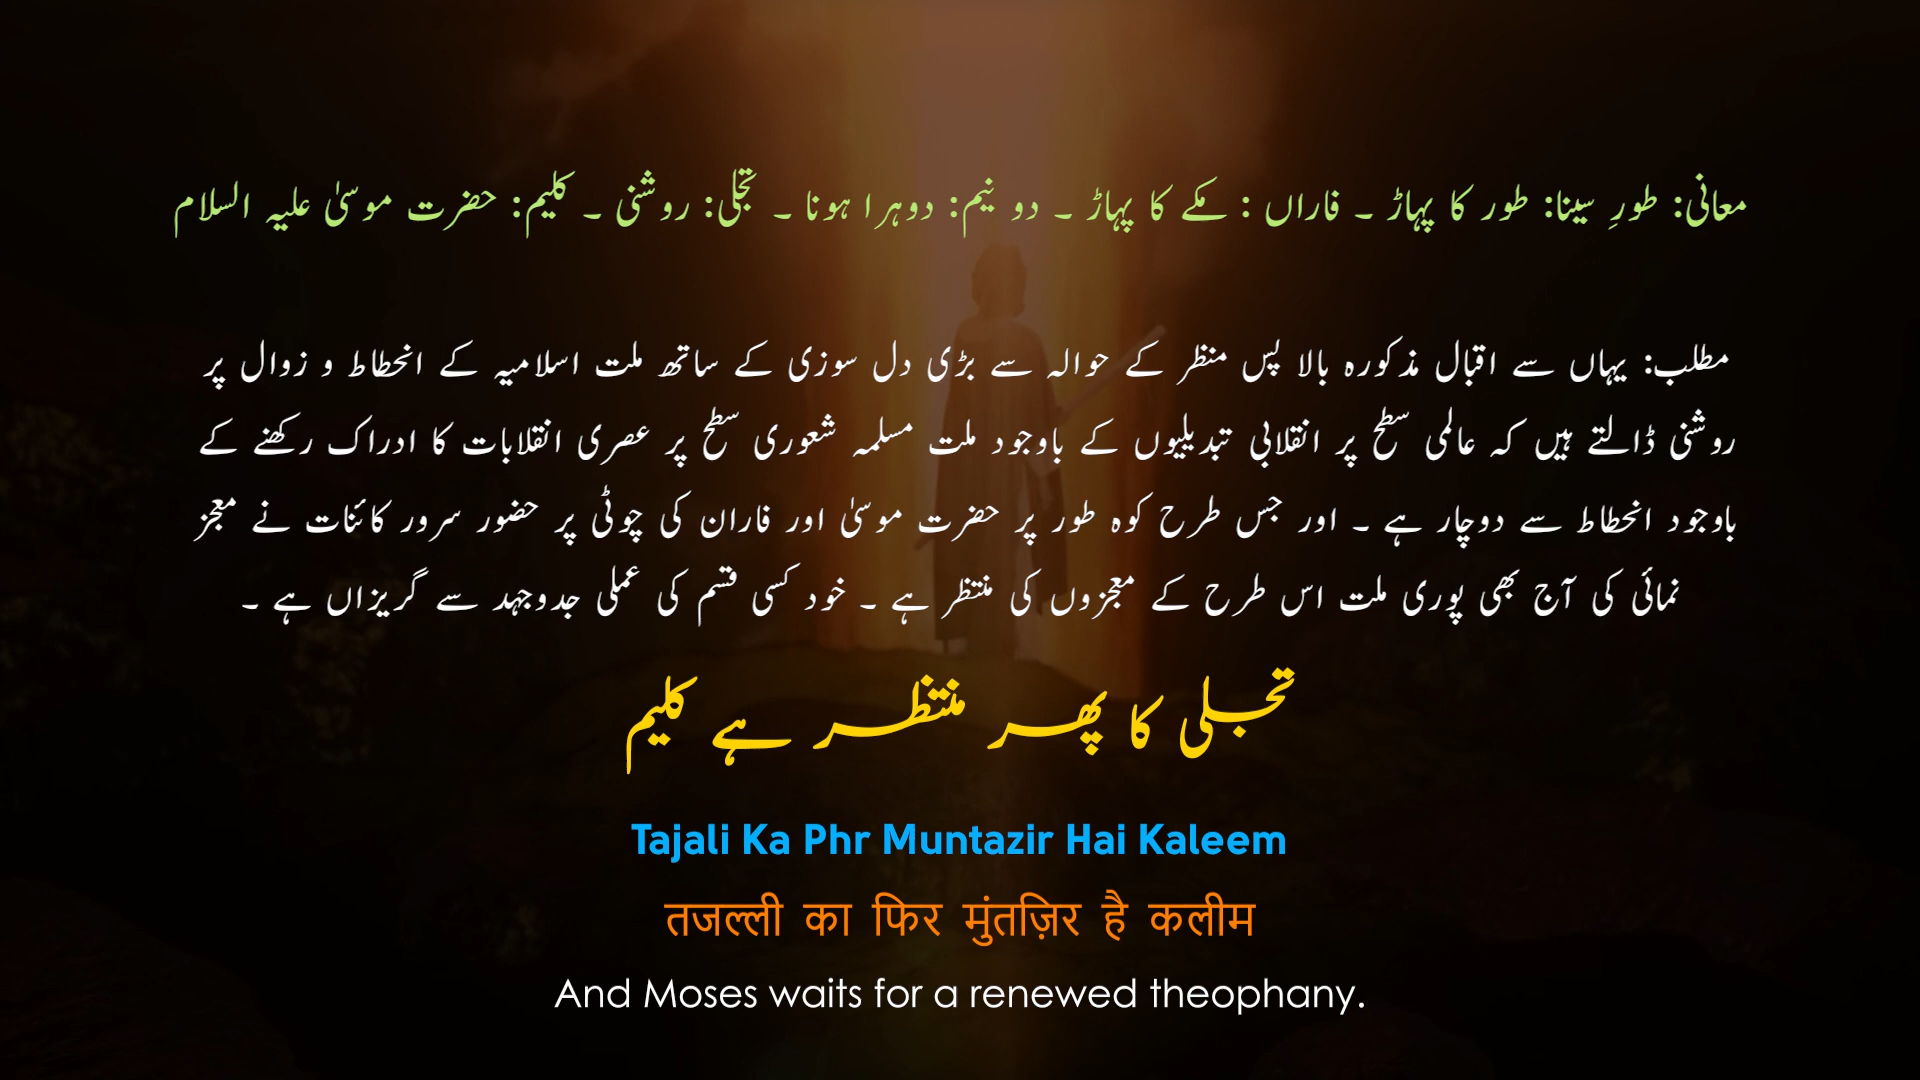 معانی: طورِ سینا: طور کا پہاڑ ۔ فاراں : مکے کا پہاڑ ۔ دو نیم: دوہرا ہونا ۔ تجلّی: روشنی ۔ کلیم: حضرت موسیٰ علیہ السلام
مطلب: یہاں سے اقبال مذکورہ بالا پس منظر کے حوالہ سے بڑی دل سوزی کے ساتھ ملت اسلامیہ کے انحطاط و زوال پر
روشنی ڈالتے ہیں کہ عالمی سطح پر انقلابی تبدیلیوں کے باوجود ملت مسلمہ شعوری سطح پر عصری انقلابات کا ادراک رکھنے کے
باوجود انحطاط سے دوچار ہے ۔ اور جس طرح کوہ طور پر حضرت موسیٰ اور فاران کی چوٹی پر حضور سرور کائنات نے معجز
نمائی کی آج بھی پوری ملت اس طرح کے معجزوں کی منتظر ہے ۔ خود کسی قسم کی عملی جدوجہد سے گریزاں ہے ۔
تجلی کا پھر منتظر ہے کلیم
Tajali Ka Phr Muntazir Hai Kaleem
तजल्ली का फिर मुंतज़िर है कलीम
And Moses waits for a renewed theophany.